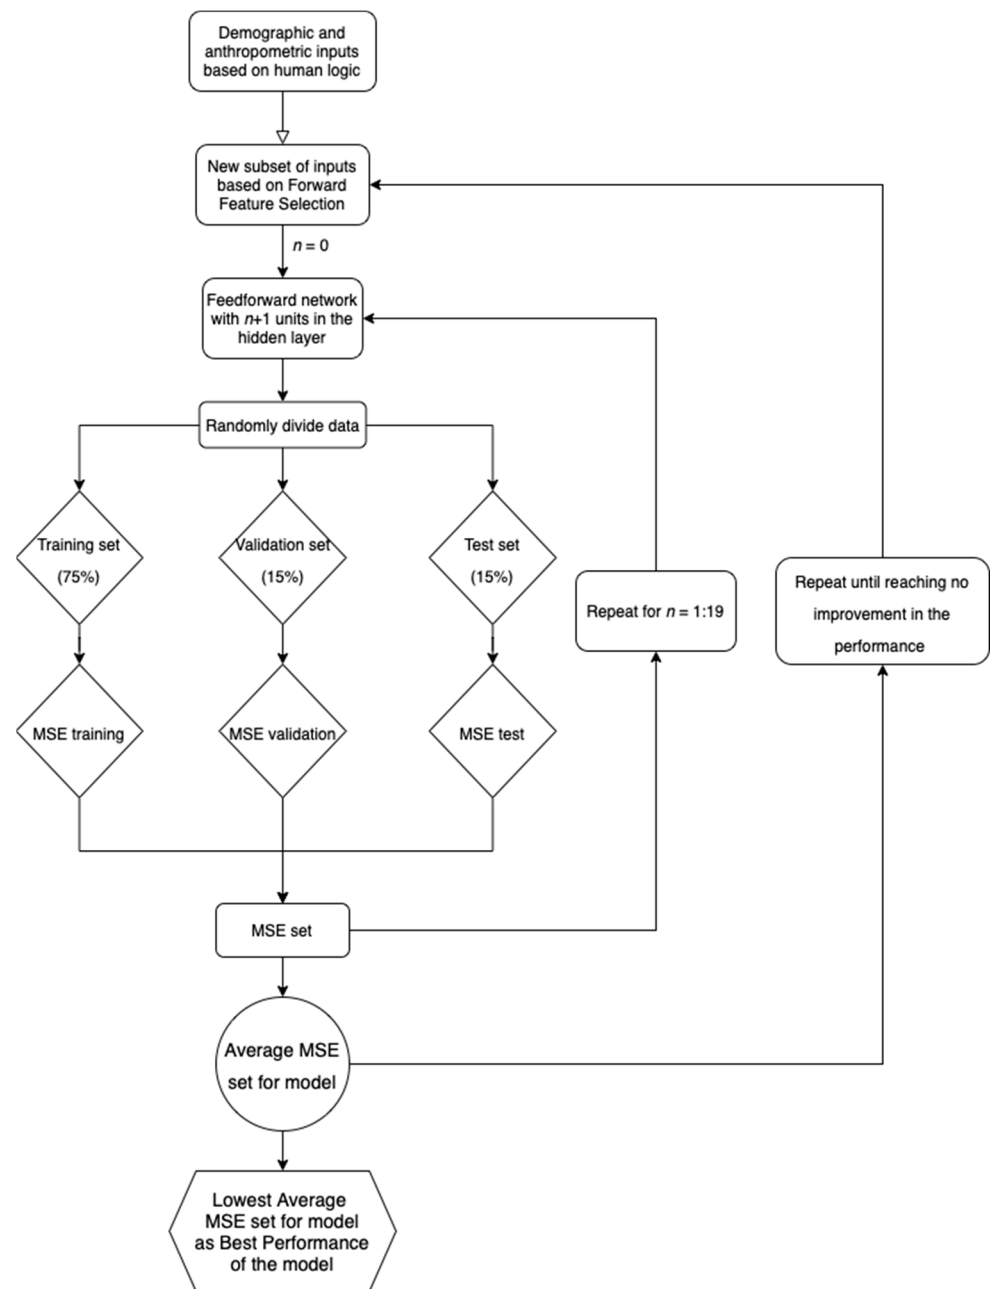 Demographic and
anthropometric inputs
based on human logic
New subset of inputs
based on Forward
Feature Selection
n = 0
Feedforward network
with n+1 units in the
hidden layer
Randomly divide data
Training set
(75%)
Validation set
(15%)
Test set
(15%)
Repeat for n = 1:19
Repeat until reaching no
improvement in the
performance
MSE training
MSE validation
MSE test
MSE set
Average MSE
set for model
Lowest Average
MSE set for model
as Best Performance
of the model